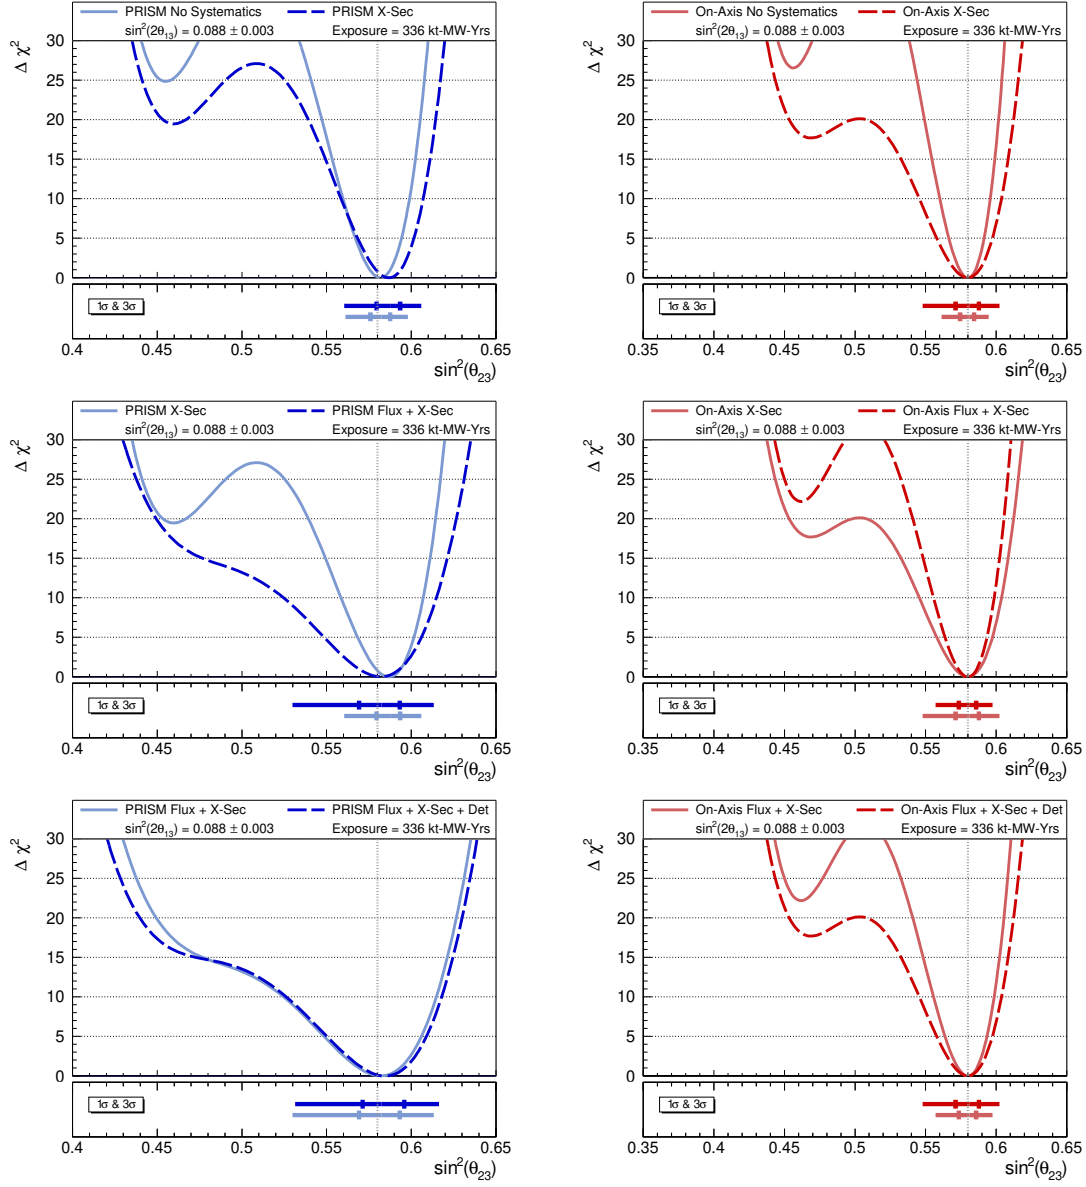 PRISM No Systematics PRISM X-Sec
sin²(2θ₁₃) = 0.088 ± 0.003 Exposure = 336 kt-MW-Yrs
Δ χ²
30
25
20
15
10
5
0
1σ & 3σ
0.4 0.45 0.5 0.55 0.6 0.65
sin²(θ₂₃)
On-Axis No Systematics On-Axis X-Sec
sin²(2θ₁₃) = 0.088 ± 0.003 Exposure = 336 kt-MW-Yrs
Δ χ²
30
25
20
15
10
5
0
1σ & 3σ
0.35 0.4 0.45 0.5 0.55 0.6 0.65
sin²(θ₂₃)
PRISM X-Sec PRISM Flux + X-Sec
sin²(2θ₁₃) = 0.088 ± 0.003 Exposure = 336 kt-MW-Yrs
Δ χ²
30
25
20
15
10
5
0
1σ & 3σ
0.4 0.45 0.5 0.55 0.6 0.65
sin²(θ₂₃)
On-Axis X-Sec On-Axis Flux + X-Sec
sin²(2θ₁₃) = 0.088 ± 0.003 Exposure = 336 kt-MW-Yrs
Δ χ²
30
25
20
15
10
5
0
1σ & 3σ
0.35 0.4 0.45 0.5 0.55 0.6 0.65
sin²(θ₂₃)
PRISM Flux + X-Sec PRISM Flux + X-Sec + Det
sin²(2θ₁₃) = 0.088 ± 0.003 Exposure = 336 kt-MW-Yrs
Δ χ²
30
25
20
15
10
5
0
1σ & 3σ
0.4 0.45 0.5 0.55 0.6 0.65
sin²(θ₂₃)
On-Axis Flux + X-Sec On-Axis Flux + X-Sec + Det
sin²(2θ₁₃) = 0.088 ± 0.003 Exposure = 336 kt-MW-Yrs
Δ χ²
30
25
20
15
10
5
0
1σ & 3σ
0.35 0.4 0.45 0.5 0.55 0.6 0.65
sin²(θ₂₃)